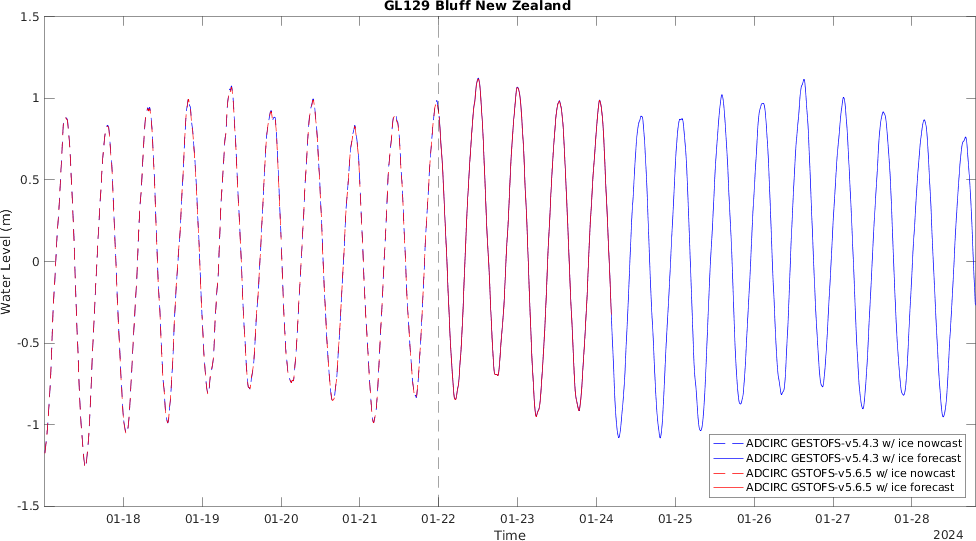 GL129 Bluff New Zealand
1.5
1
0.5
0
-0.5
-1
-1.5
Water Level (m)
ADCIRC GESTOFS-v5.4.3 w/ ice nowcast
ADCIRC GESTOFS-v5.4.3 w/ ice forecast
ADCIRC GSTOFS-v5.6.5 w/ ice nowcast
ADCIRC GSTOFS-v5.6.5 w/ ice forecast
01-18 01-19 01-20 01-21 01-22 01-23 01-24 01-25 01-26 01-27 01-28
Time
2024